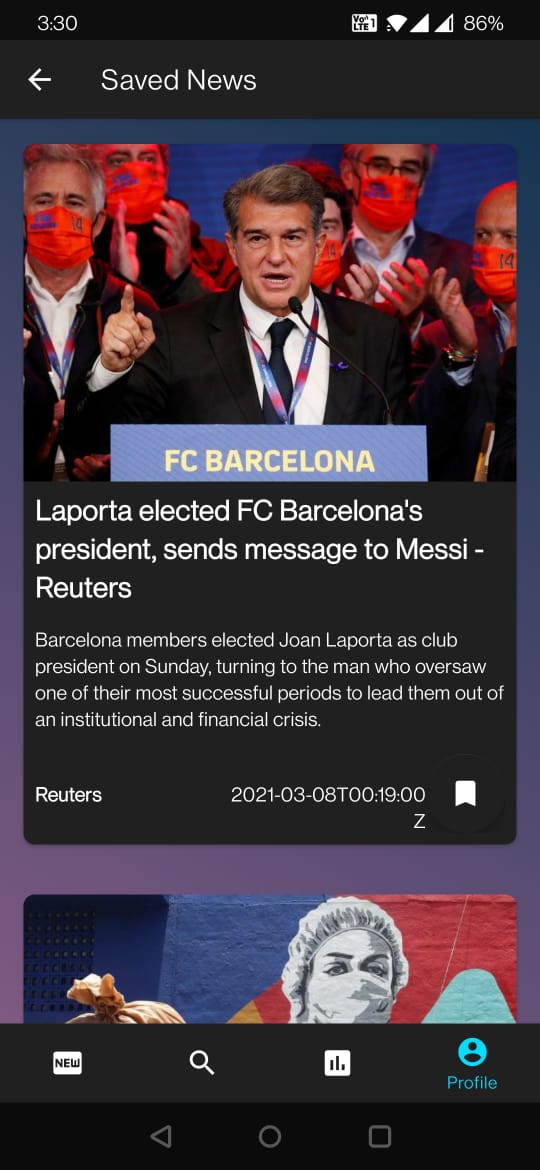 3:30
Vo
LTE 1
86%
Saved News
FC BARCELONA
Laporta elected FC Barcelona's
president, sends message to Messi -
Reuters
Barcelona members elected Joan Laporta as club
president on Sunday, turning to the man who oversaw
one of their most successful periods to lead them out of
an institutional and financial crisis.
Reuters
2021-03-08T00:19:00
Z
NEW
Profile